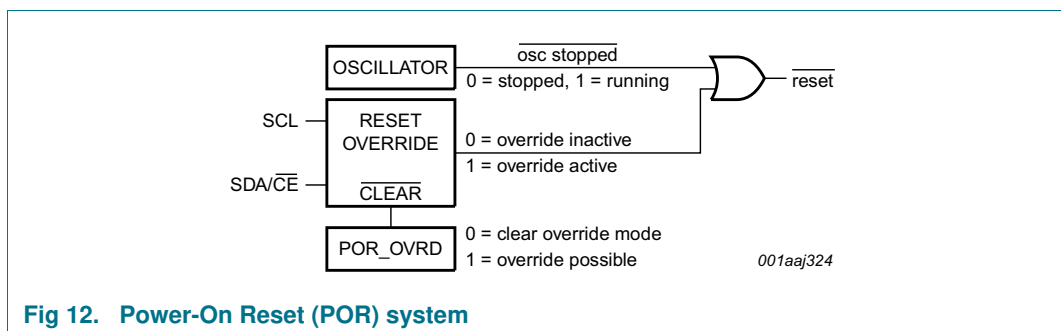 OSCILLATOR
osc stopped
0 = stopped, 1 = running
reset
SCL
RESET
OVERRIDE
0 = override inactive
1 = override active
SDA/CE
CLEAR
POR_OVRD
0 = clear override mode
1 = override possible
001aaj324
Fig 12. Power-On Reset (POR) system